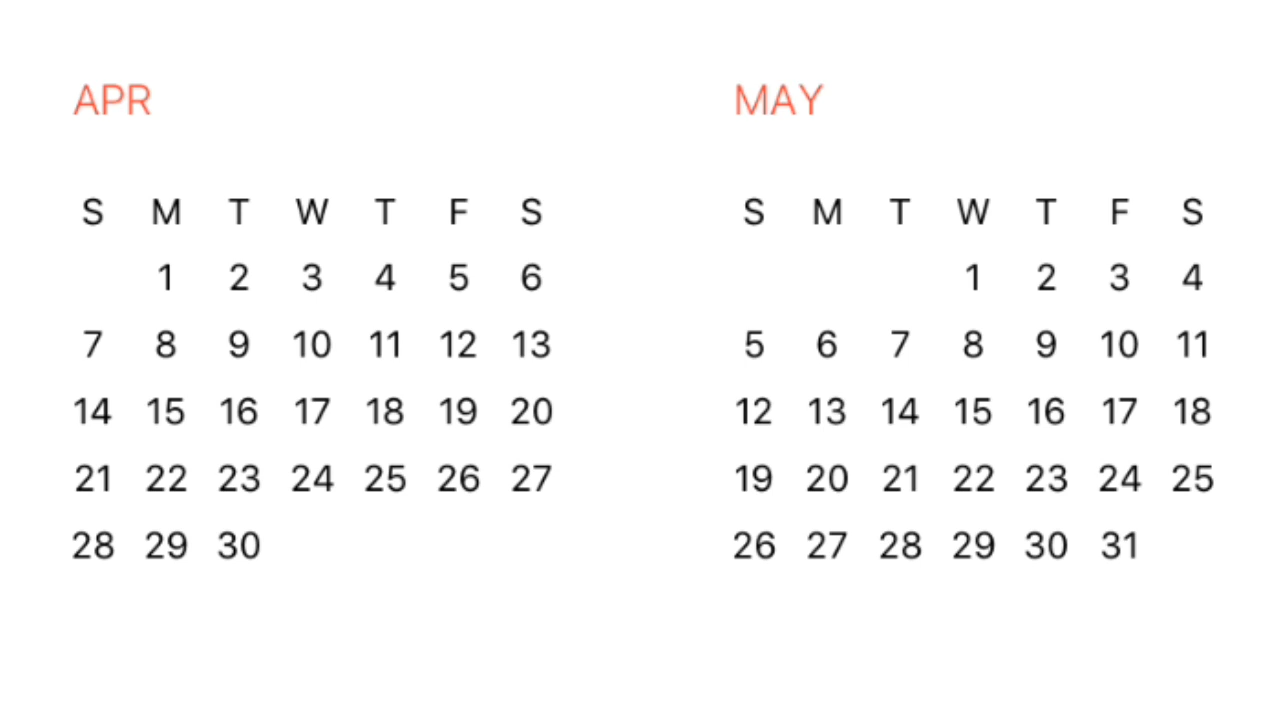 APR
S M T W T F S
1 2 3 4 5 6
7 8 9 10 11 12 13
14 15 16 17 18 19 20
21 22 23 24 25 26 27
28 29 30
MAY
S M T W T F S
1 2 3 4
5 6 7 8 9 10 11
12 13 14 15 16 17 18
19 20 21 22 23 24 25
26 27 28 29 30 31